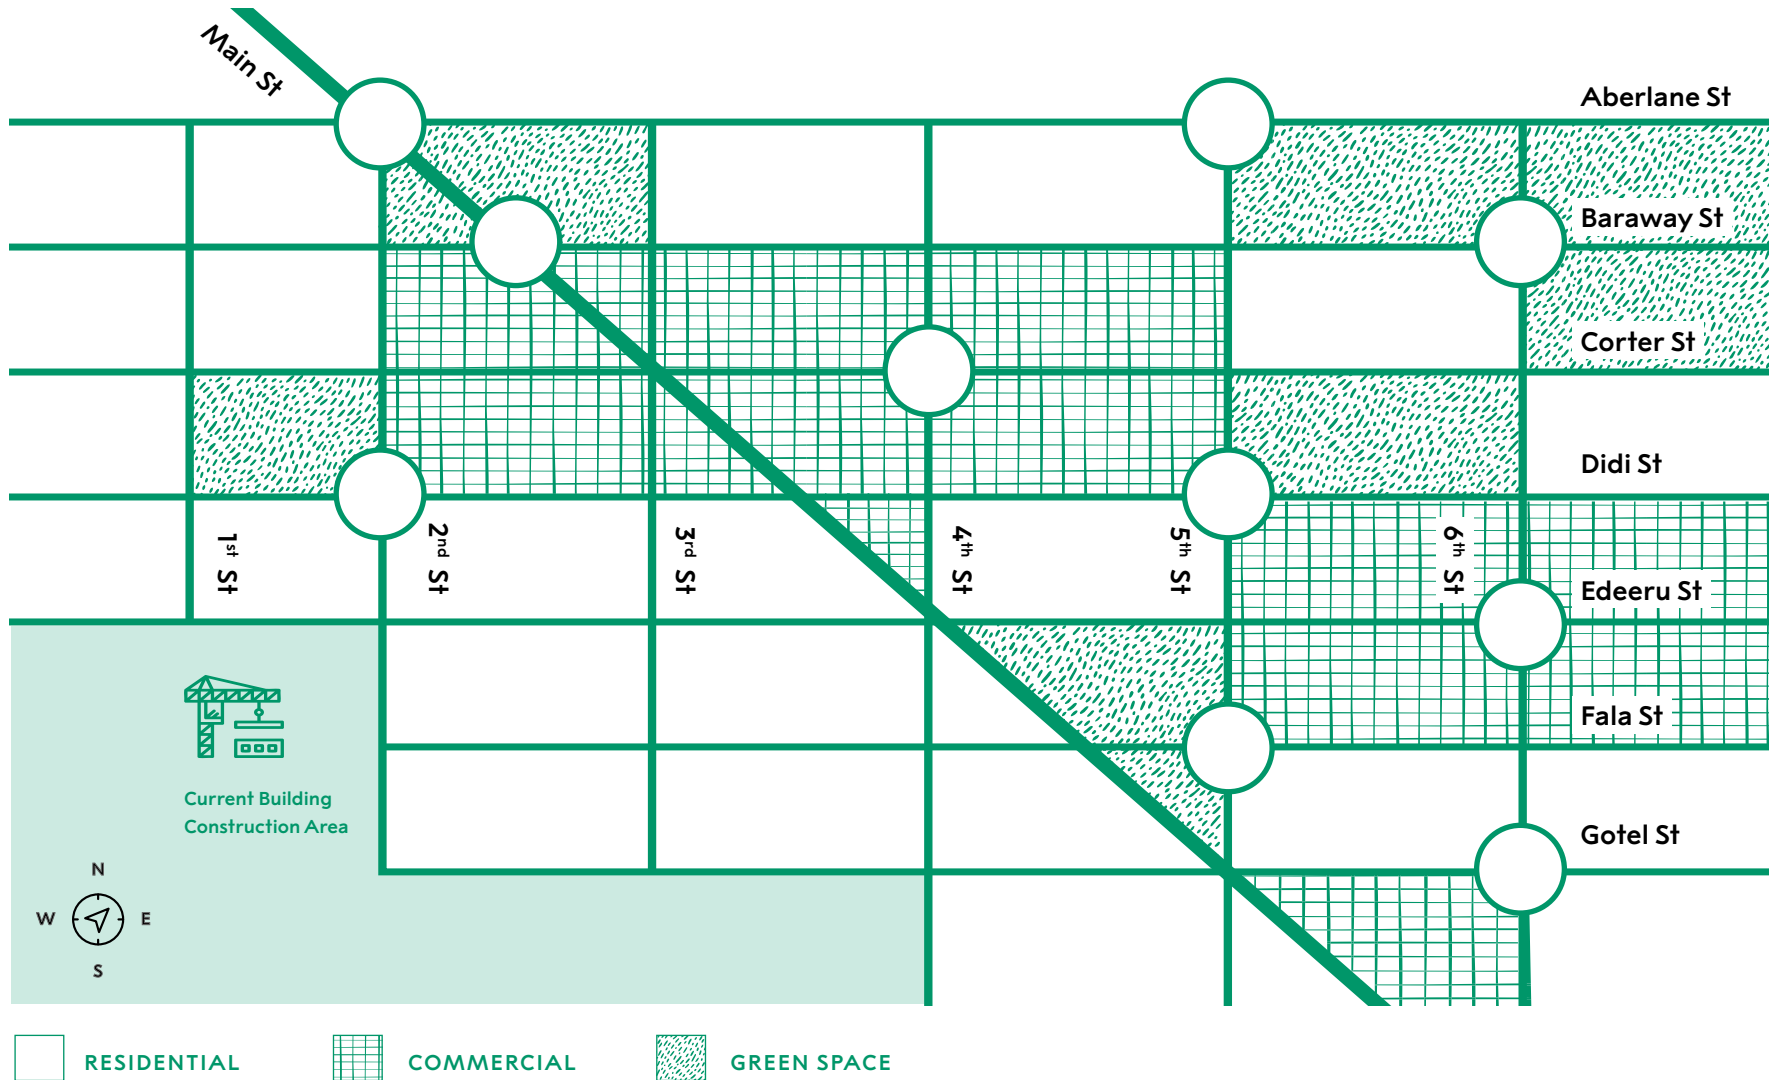 Main St
Aberlane St
Baraway St
Corter St
Didi St
1st St
2nd St
3rd St
4th St
5th St
6th St
Edeeru St
Fala St
Gotel St
Current Building
Construction Area
N
W E
S
RESIDENTIAL COMMERCIAL GREEN SPACE